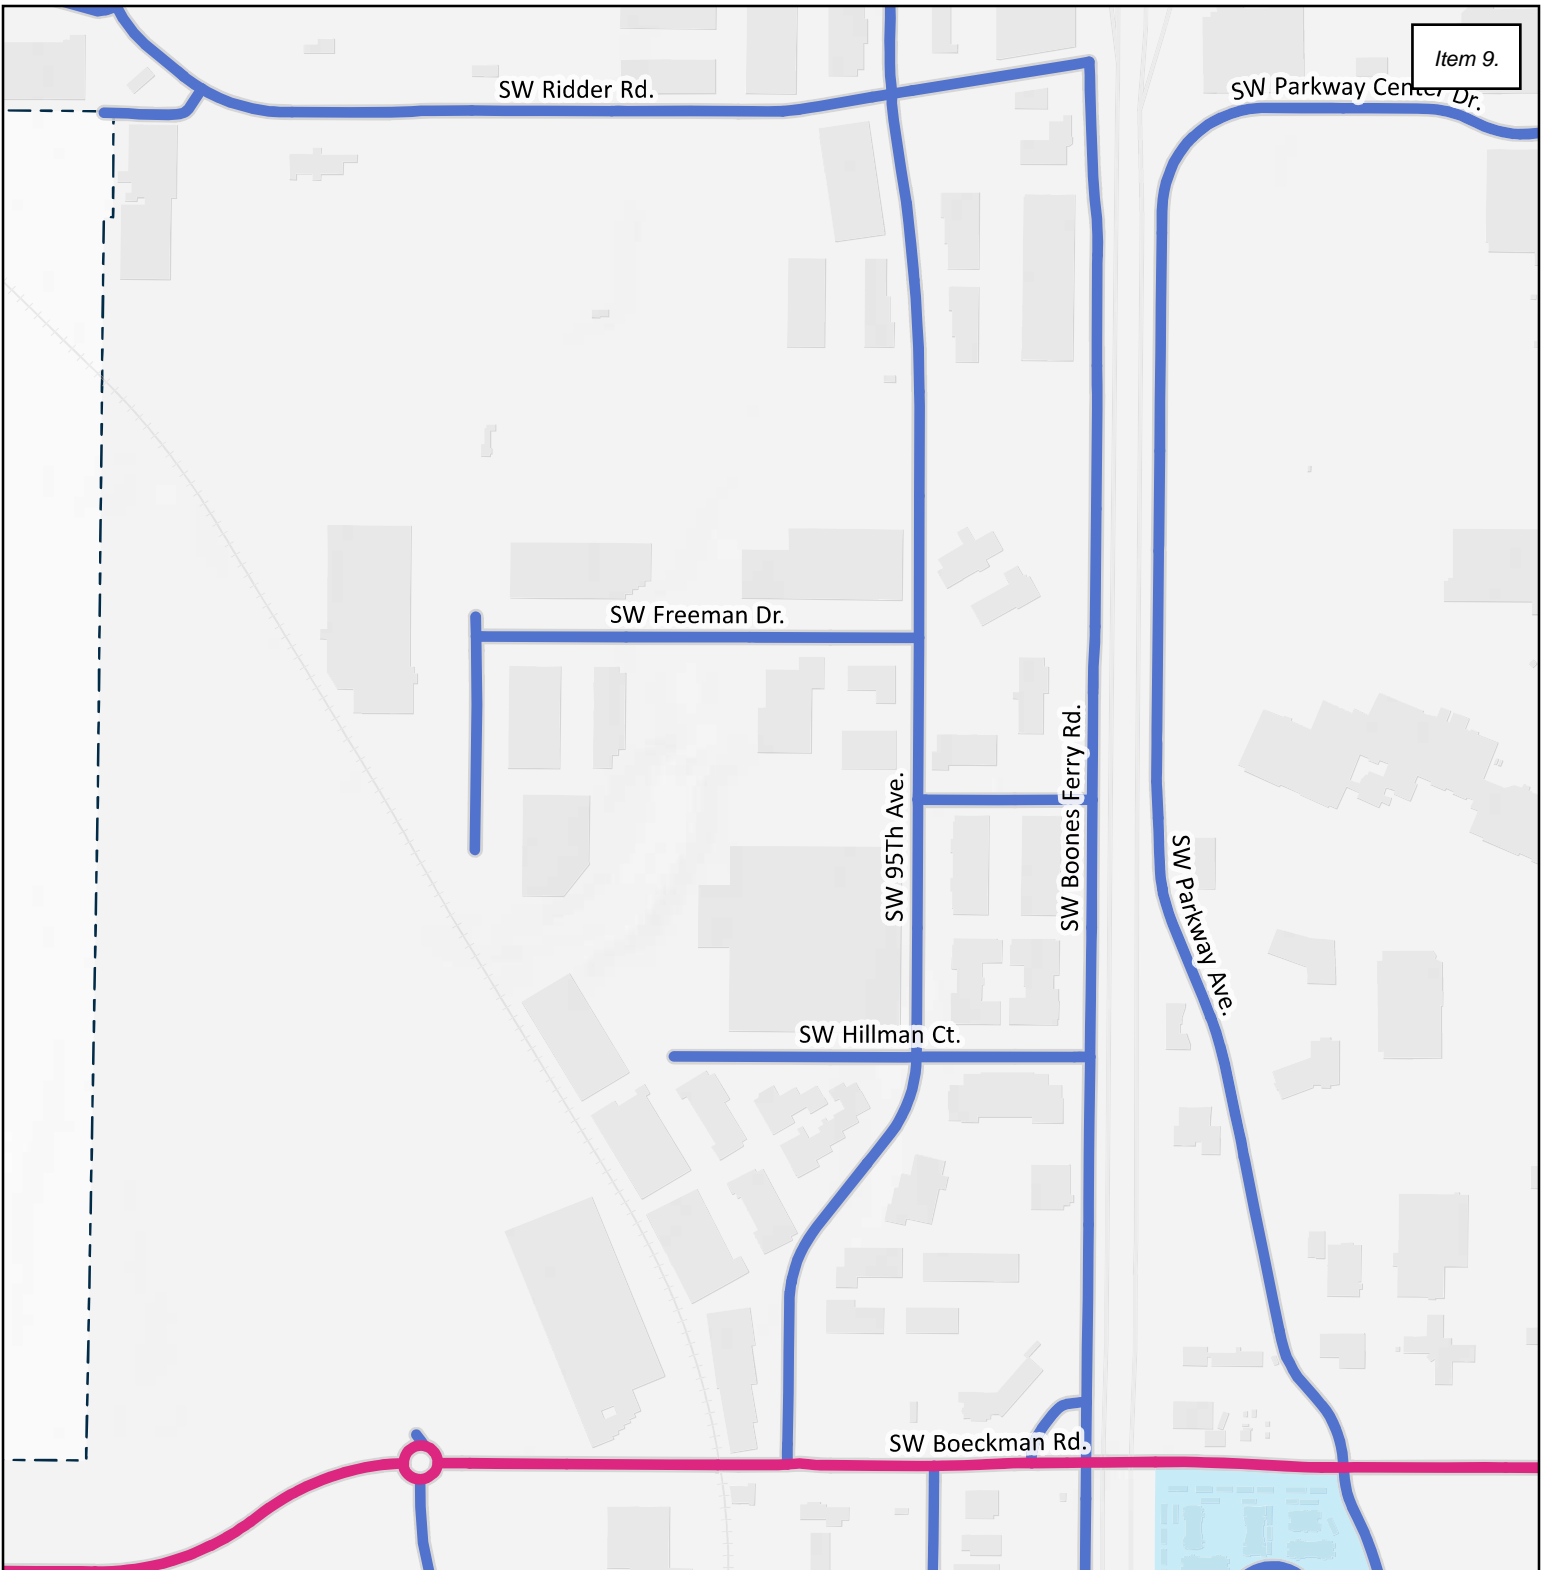 Item 9.
SW Ridder Rd.
SW Parkway Center Dr.
SW Freeman Dr.
SW Boones Ferry Rd.
SW 95Th Ave.
SW Parkway Ave.
SW Hillman Ct.
SW Boeckman Rd.